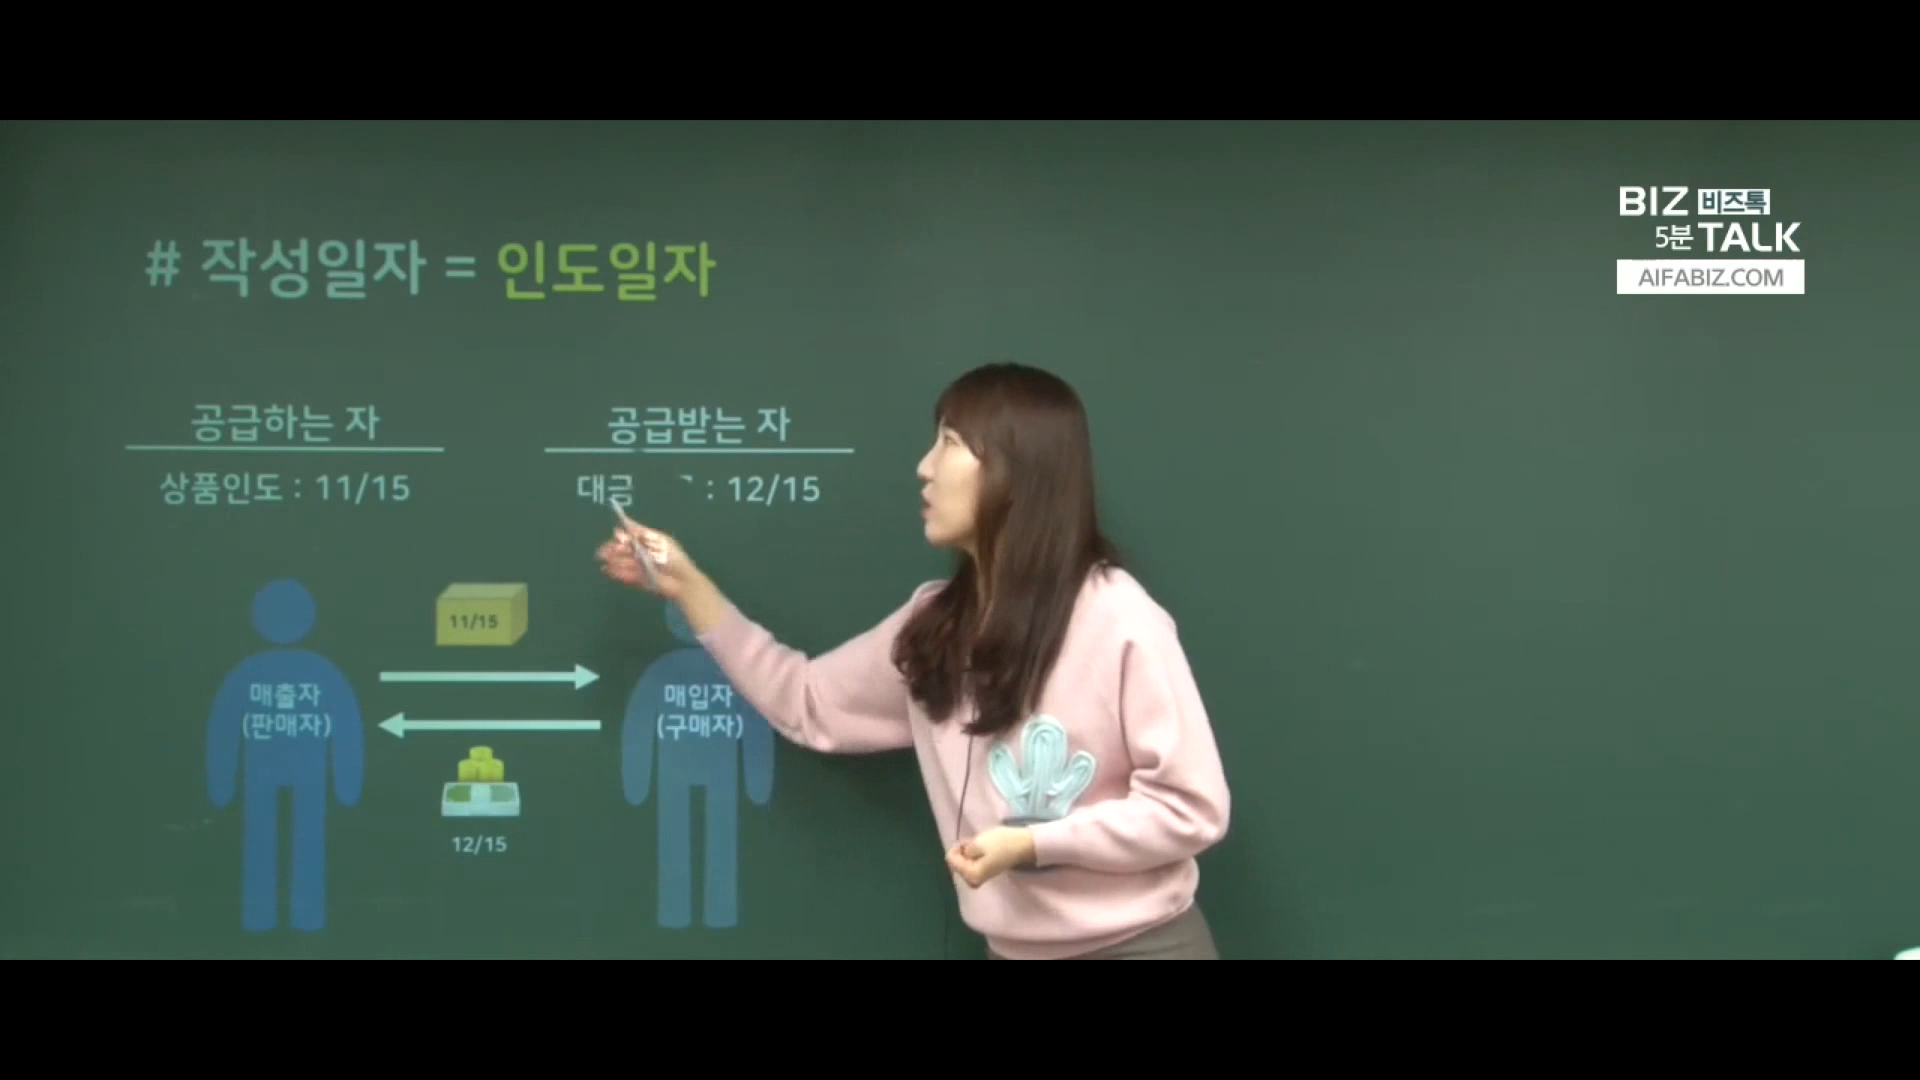 BIZ 비즈톡
5분 TALK
AIFABIZ.COM
# 작성일자 = 인도일자
공급하는 자
상품인도 : 11/15
공급받는 자
대금 : 12/15
11/15
매출자
(판매자)
매입자
(구매자)
12/15